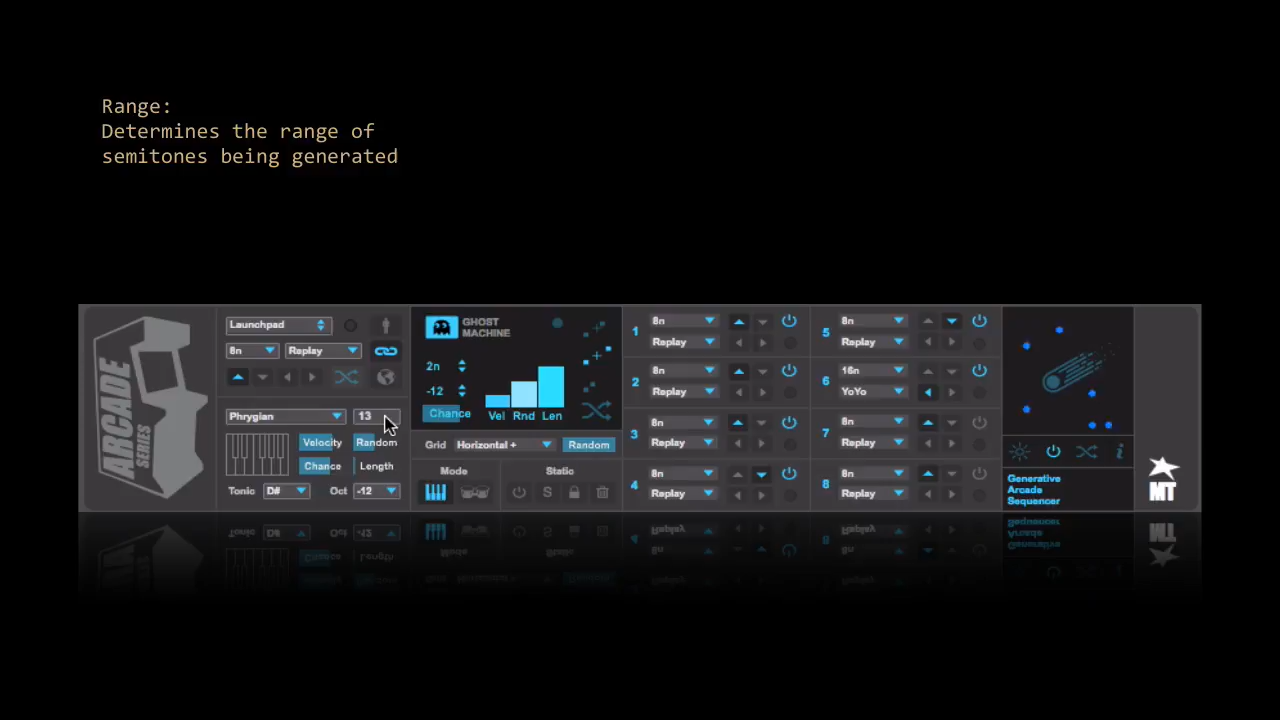 Range:
Determines the range of
semitones being generated
ARCADE
SERIES
Launchpad
8n Replay
Phrygian 13
Velocity Random
Chance Length
Tonic D# Oct -12
GHOST
MACHINE
2n
-12
Chance Vel Rnd Len
Grid Horizontal + Random
Mode Static
S
1 8n
Replay
2 8n
Replay
3 8n
Replay
4 8n
Replay
5 8n
Replay
6 16n
YoYo
7 8n
Replay
8 8n
Replay
i
Generative
Arcade
Sequencer
MT